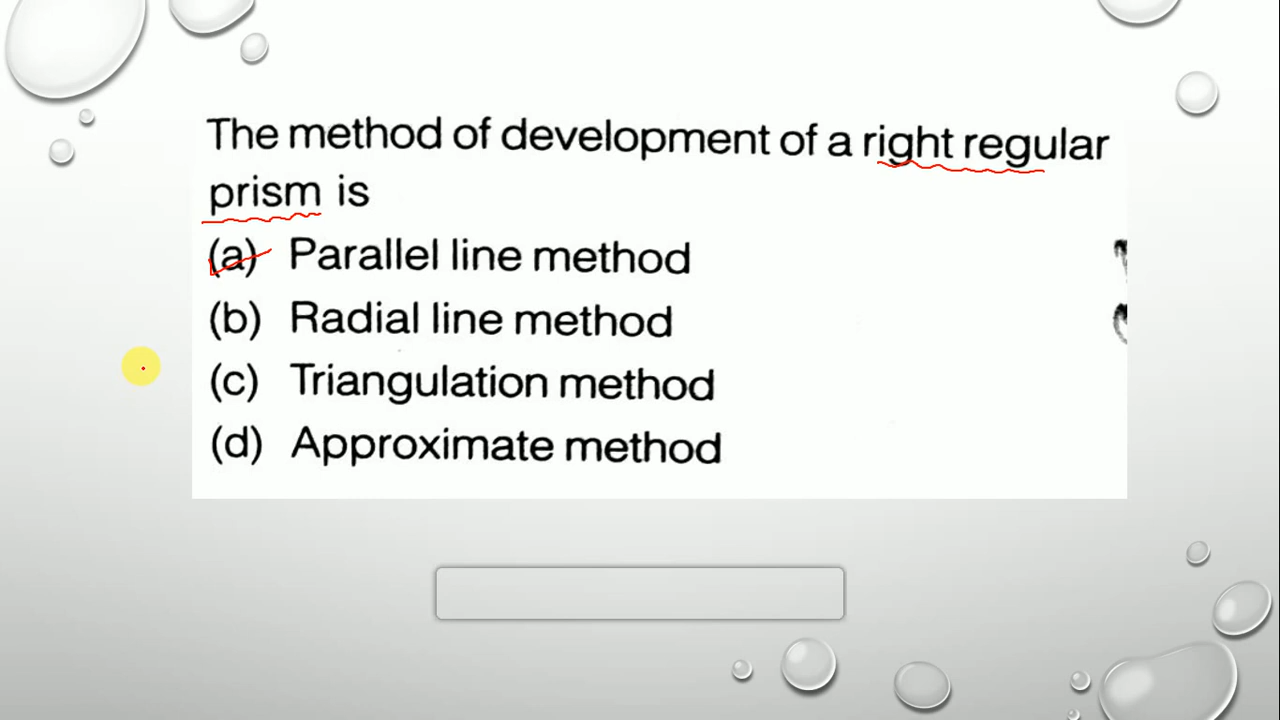 The method of development of a right regular
prism is
(a) Parallel line method
(b) Radial line method
(c) Triangulation method
(d) Approximate method